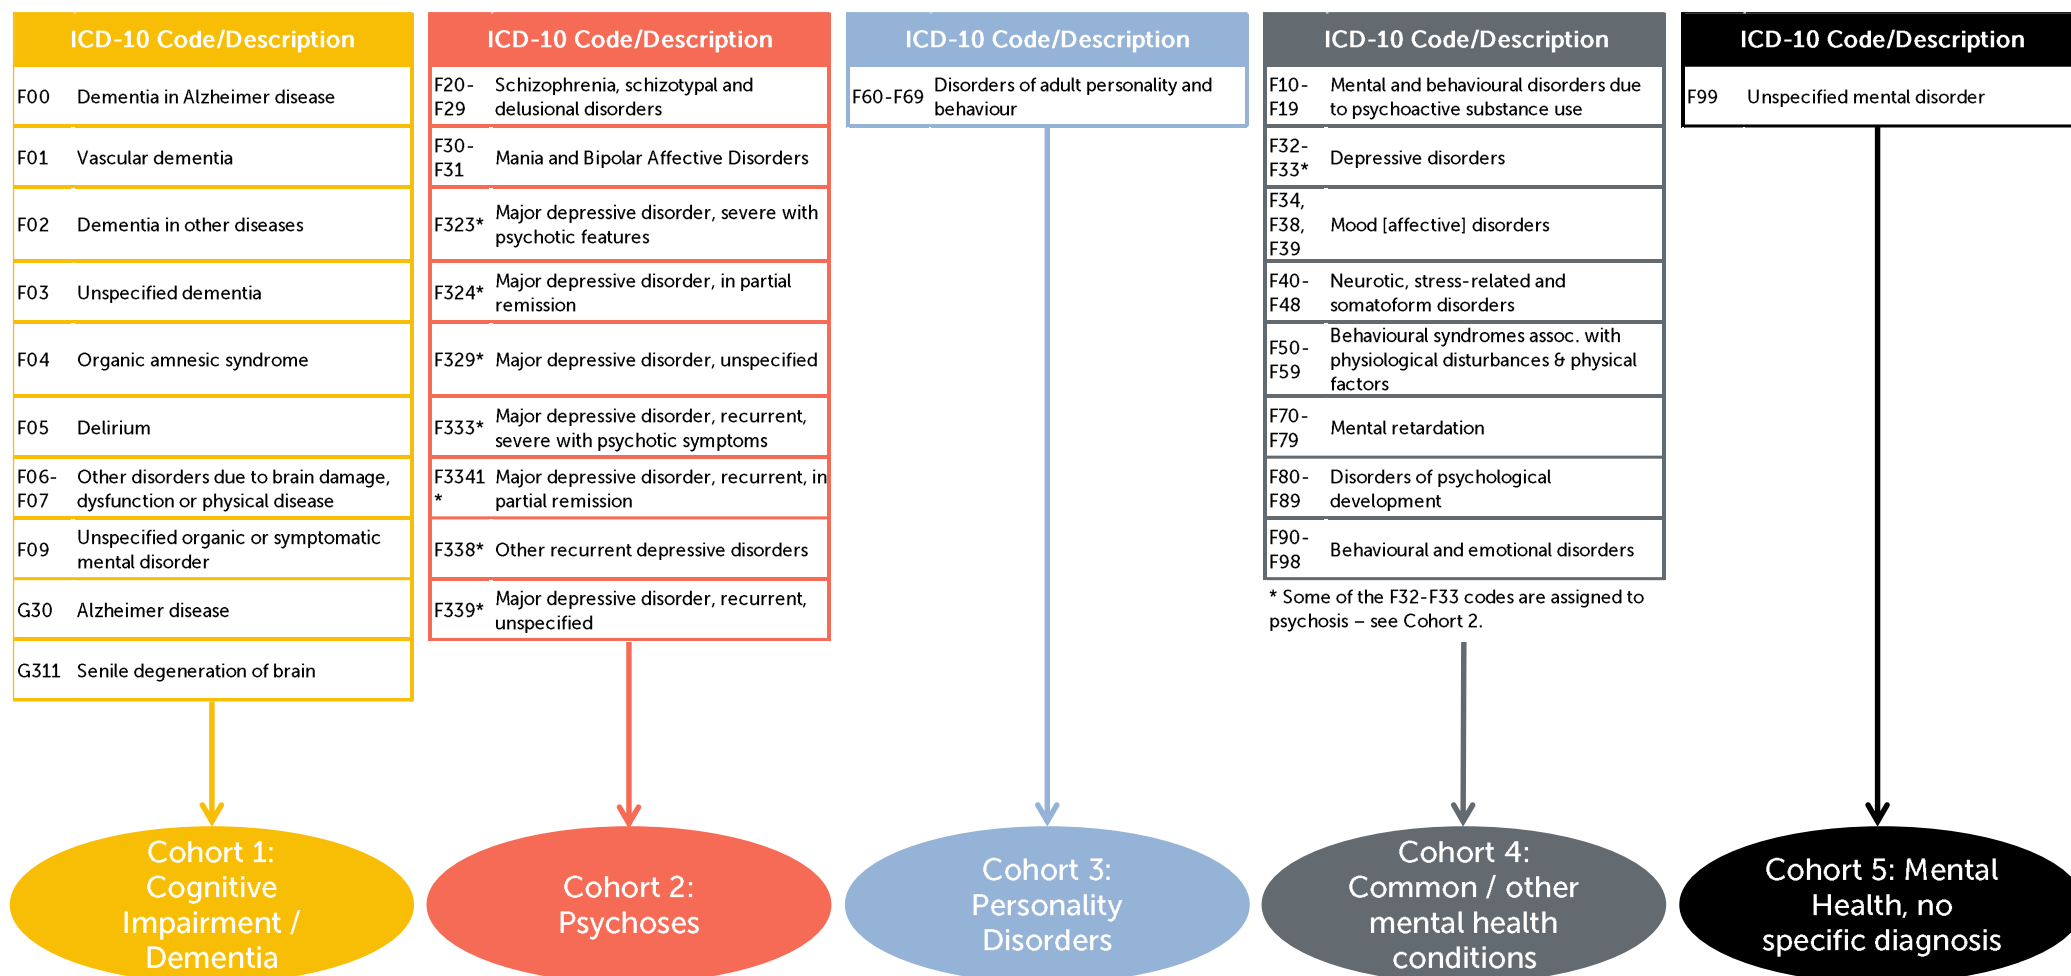 ICD-10 Code/Description
F00 Dementia in Alzheimer disease
F01 Vascular dementia
F02 Dementia in other diseases
F03 Unspecified dementia
F04 Organic amnesic syndrome
F05 Delirium
F06- Other disorders due to brain damage,
F07 dysfunction or physical disease
F09 Unspecified organic or symptomatic
mental disorder
G30 Alzheimer disease
G311 Senile degeneration of brain
Cohort 1:
Cognitive
Impairment /
Dementia
ICD-10 Code/Description
F20- Schizophrenia, schizotypal and
F29 delusional disorders
F30-
F31 Mania and Bipolar Affective Disorders
F323* Major depressive disorder, severe with
psychotic features
F324* Major depressive disorder, in partial
remission
F329* Major depressive disorder, unspecified
F333* Major depressive disorder, recurrent,
severe with psychotic symptoms
F3341 Major depressive disorder, recurrent, in
* partial remission
F338* Other recurrent depressive disorders
F339* Major depressive disorder, recurrent,
unspecified
Cohort 2:
Psychoses
ICD-10 Code/Description
F60-F69 Disorders of adult personality and
behaviour
Cohort 3:
Personality
Disorders
ICD-10 Code/Description
F10- Mental and behavioural disorders due
F19 to psychoactive substance use
F32-
F33* Depressive disorders
F34,
F38, Mood [affective] disorders
F39
F40- Neurotic, stress-related and
F48 somatoform disorders
F50- Behavioural syndromes assoc. with
F59 physiological disturbances & physical
factors
F70-
F79 Mental retardation
F80- Disorders of psychological
F89 development
F90-
F98 Behavioural and emotional disorders
* Some of the F32-F33 codes are assigned to
psychosis – see Cohort 2.
Cohort 4:
Common / other
mental health
conditions
ICD-10 Code/Description
F99 Unspecified mental disorder
Cohort 5: Mental
Health, no
specific diagnosis